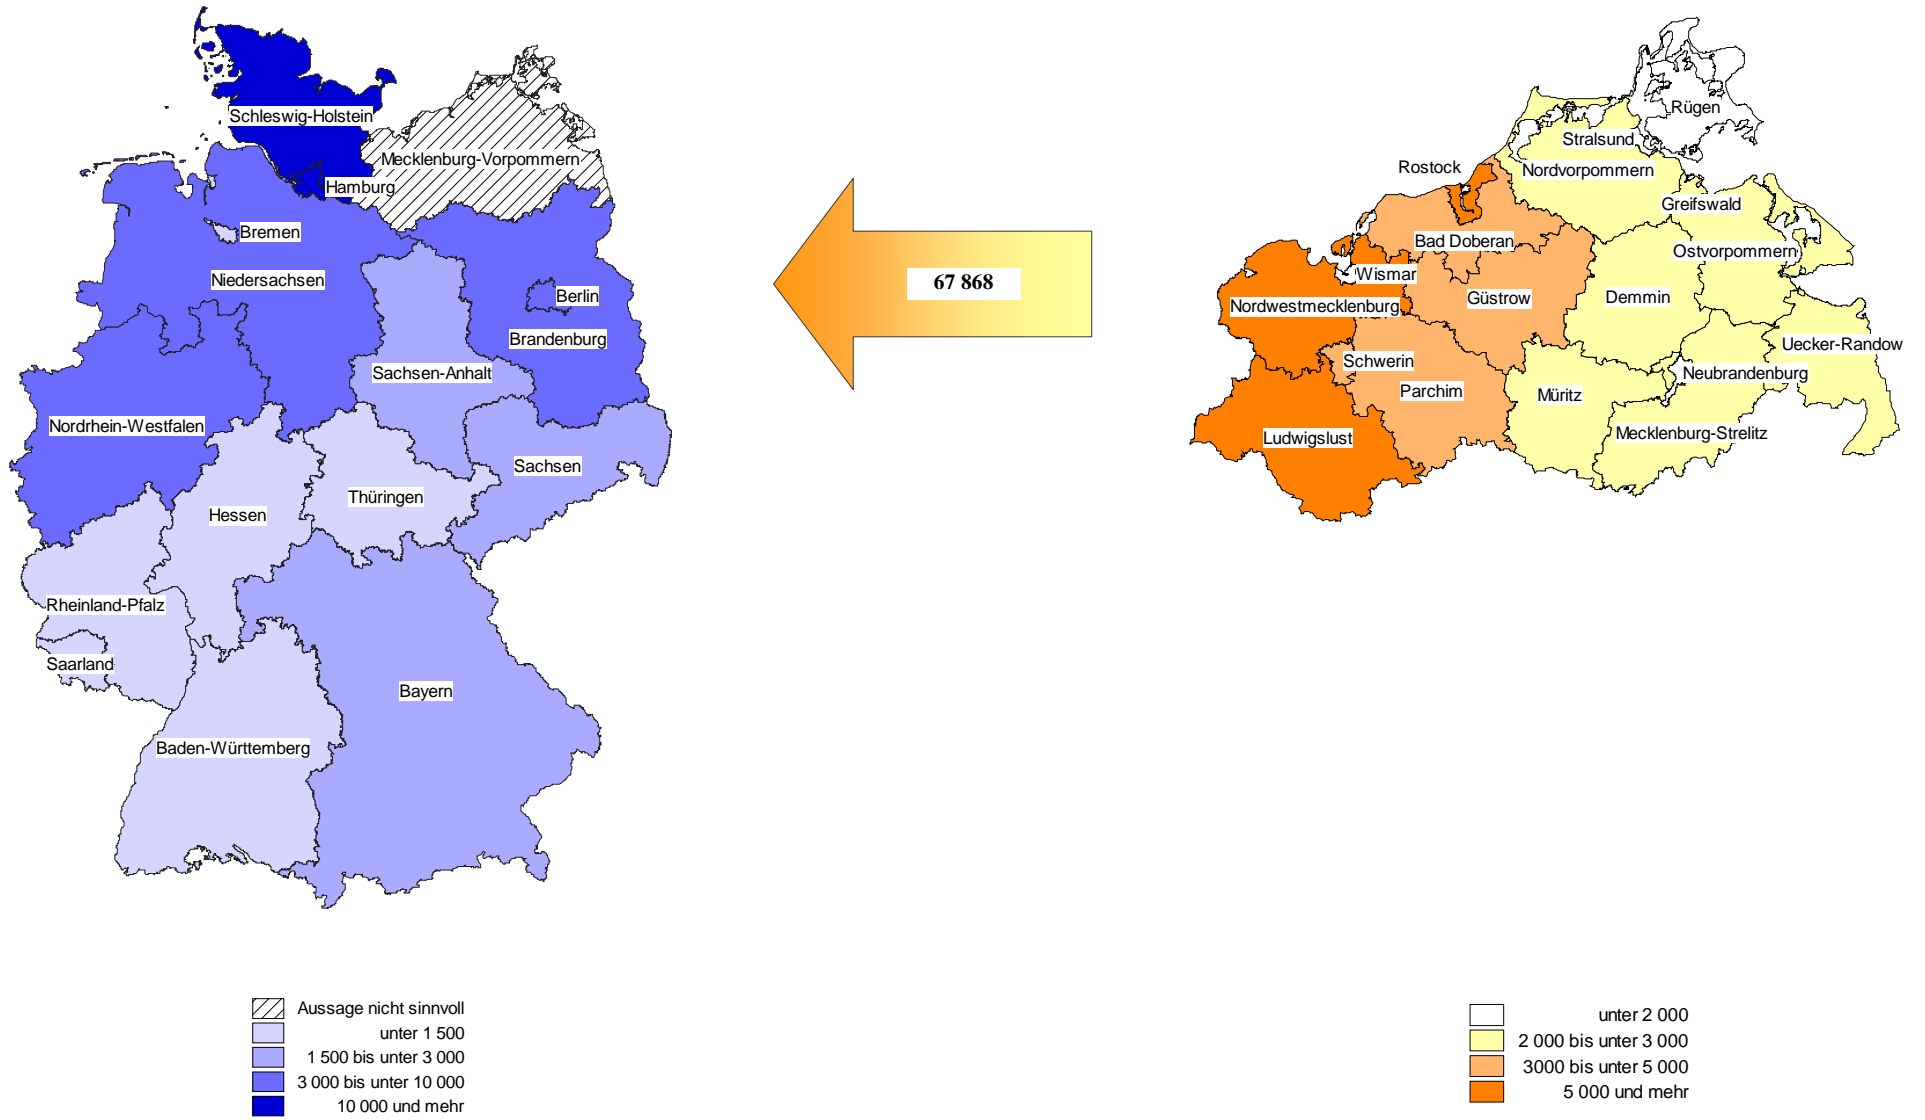 Schleswig-Holstein
Mecklenburg-Vorpommern
Hamburg
Bremen
Niedersachsen
Berlin
Brandenburg
Sachsen-Anhalt
Nordrhein-Westfalen
Sachsen
Thüringen
Hessen
Rheinland-Pfalz
Saarland
Bayern
Baden-Württemberg
Aussage nicht sinnvoll
unter 1 500
1 500 bis unter 3 000
3 000 bis unter 10 000
10 000 und mehr
67 868
Rügen
Stralsund
Rostock
Nordvorpommern
Greifswald
Bad Doberan
Ostvorpommern
Wismar
Nordwestmecklenburg
Güstrow
Demmin
Uecker-Randow
Schwerin
Neubrandenburg
Parchim
Müritz
Mecklenburg-Strelitz
Ludwigslust
unter 2 000
2 000 bis unter 3 000
3000 bis unter 5 000
5 000 und mehr